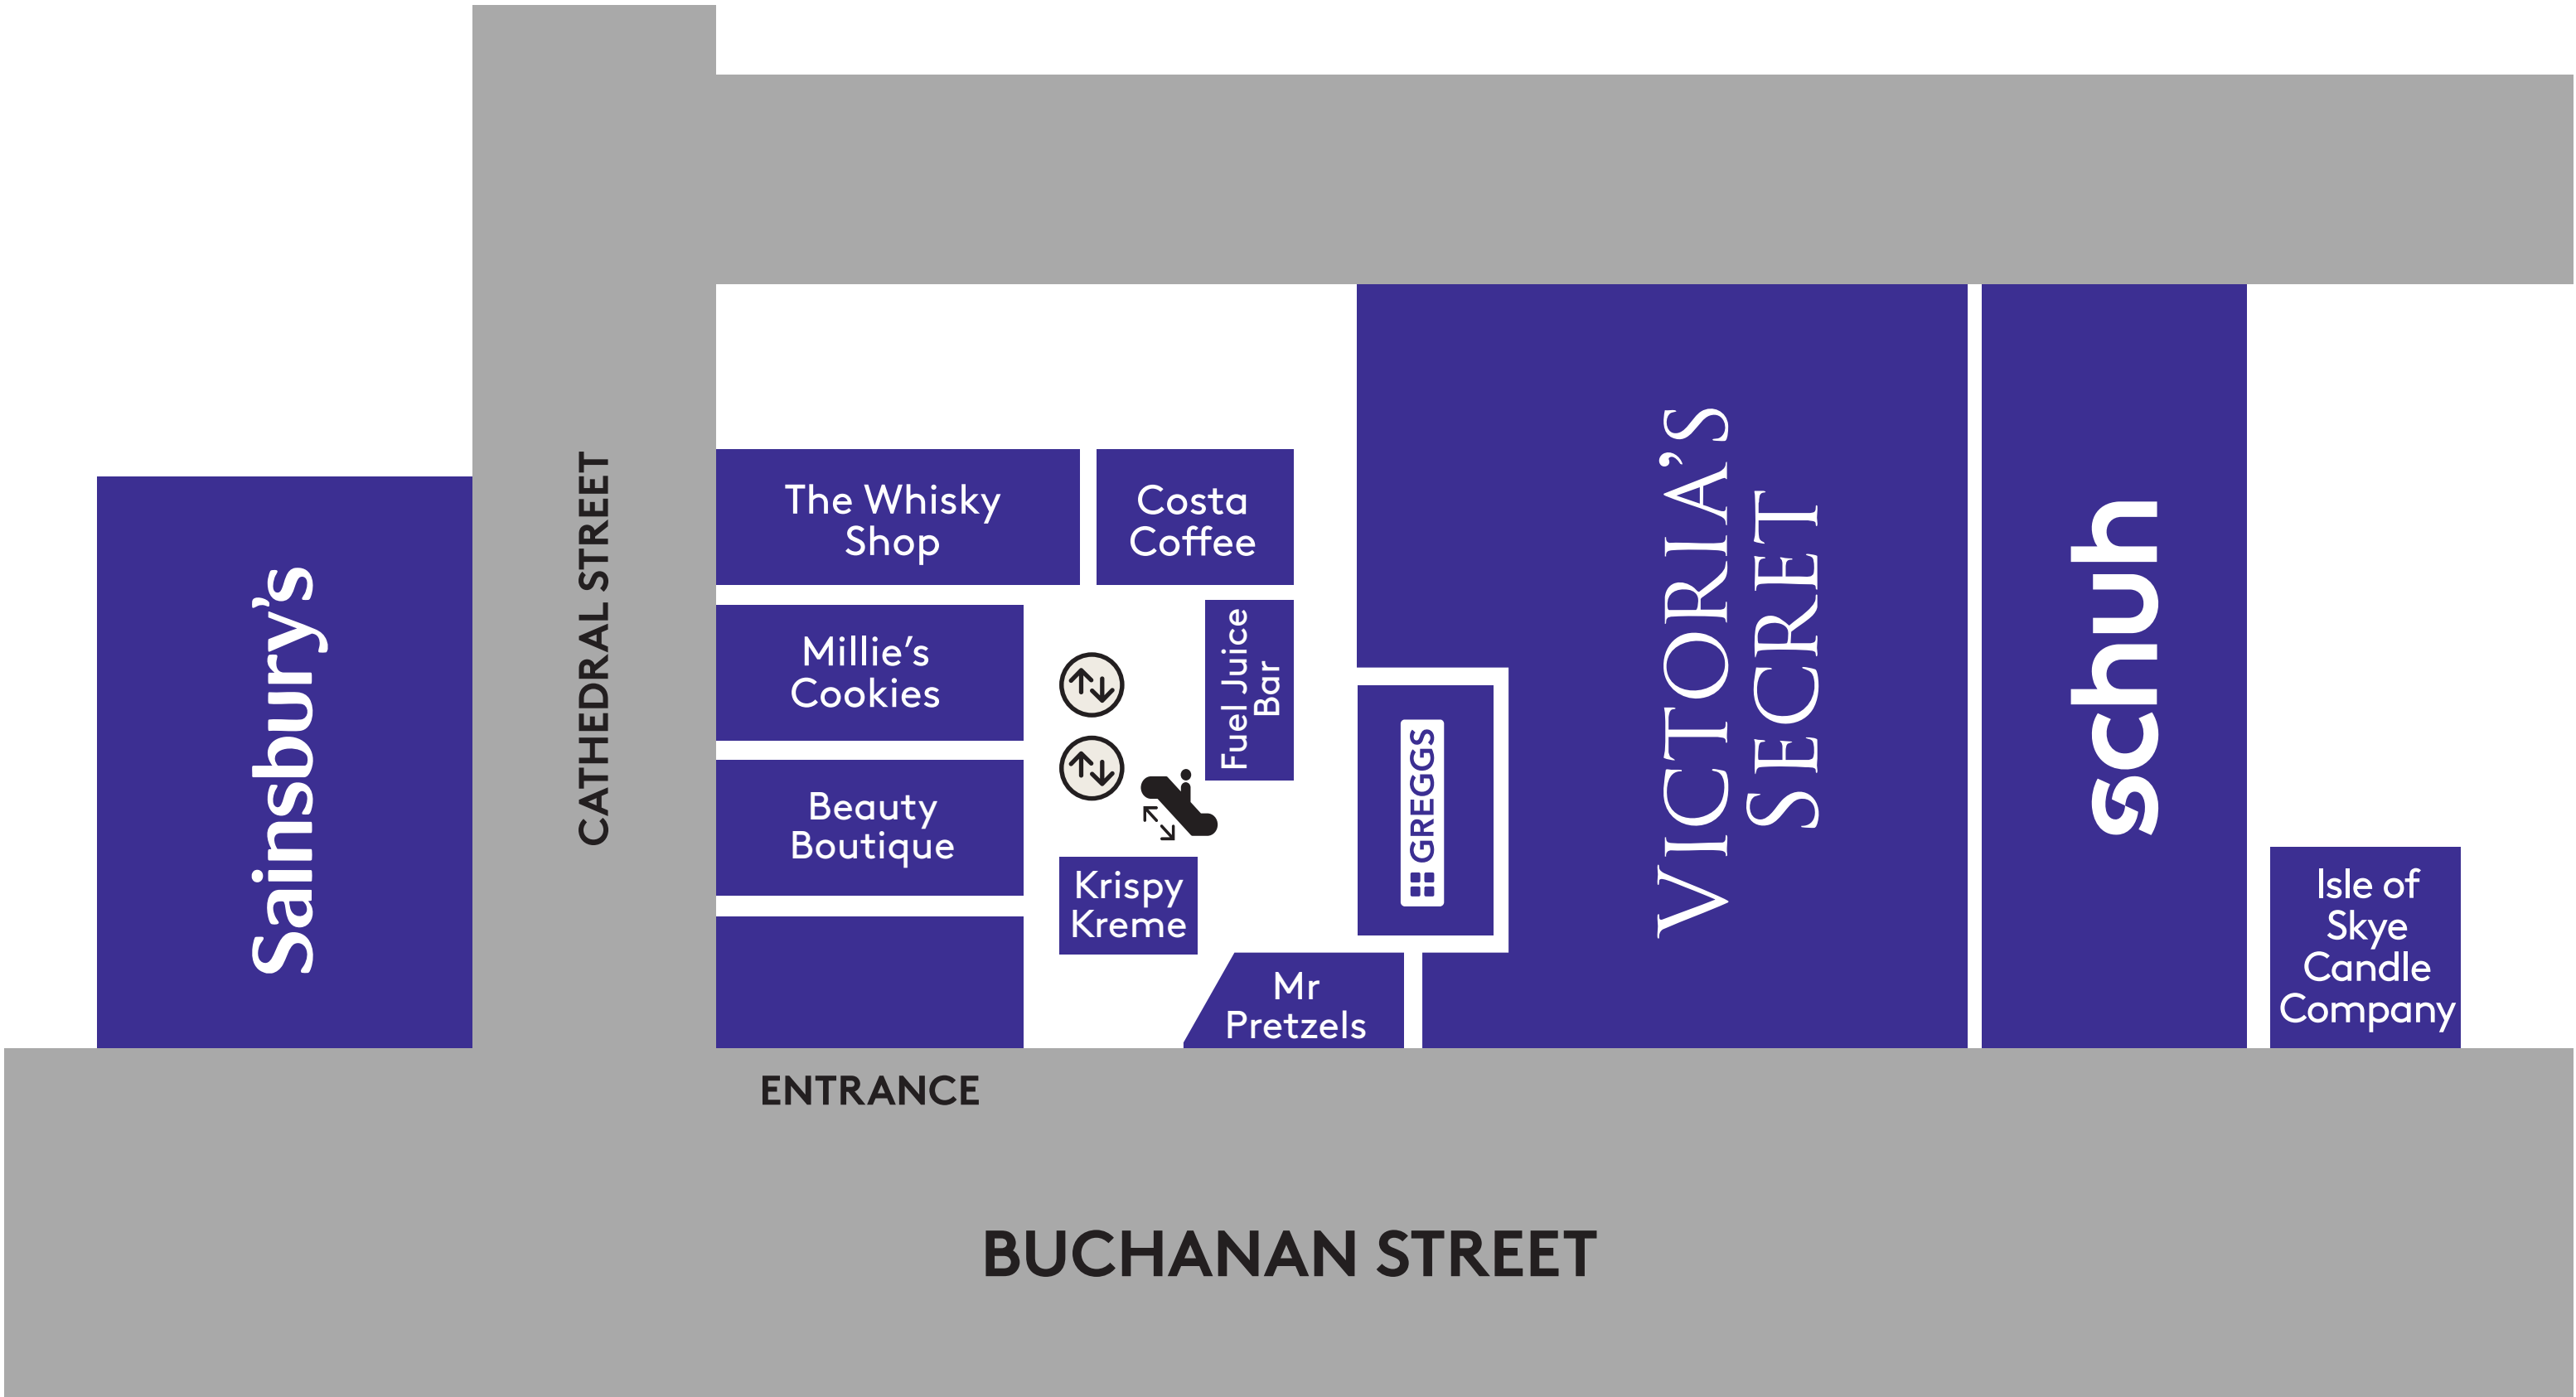 Sainsbury's
CATHEDRAL STREET
The Whisky
Shop
Costa
Coffee
Millie's
Cookies
Fuel Juice
Bar
Beauty
Boutique
Krispy
Kreme
Mr
Pretzels
GREGGS
VICTORIA'S
SECRET
schuh
Isle of
Skye
Candle
Company
ENTRANCE
BUCHANAN STREET